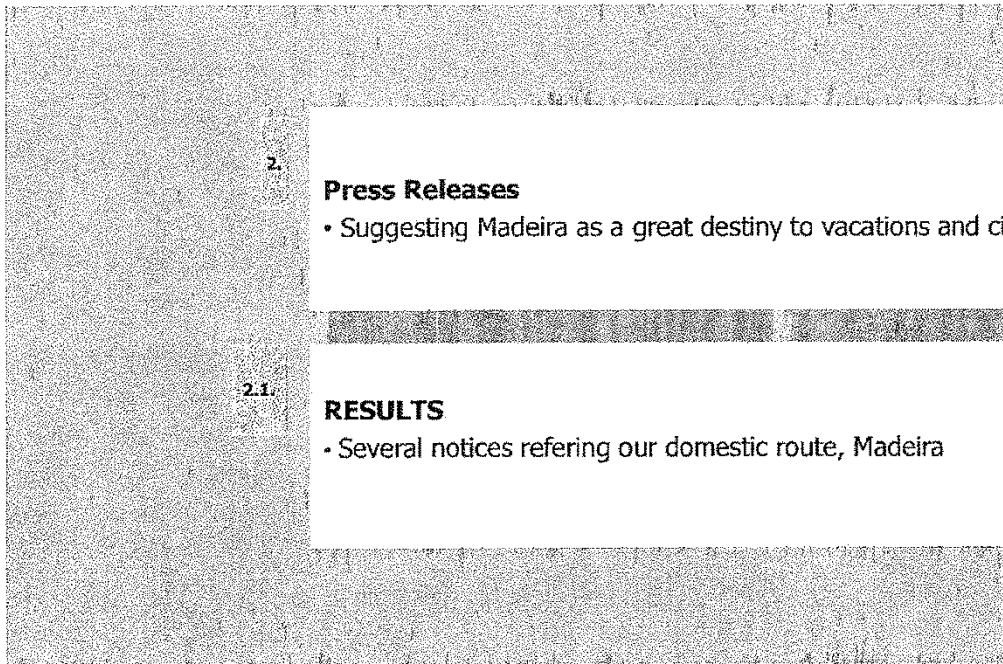 2.
Press Releases
• Suggesting Madeira as a great destiny to vacations and
2.1.
RESULTS
• Several notices refering our domestic route, Madeira